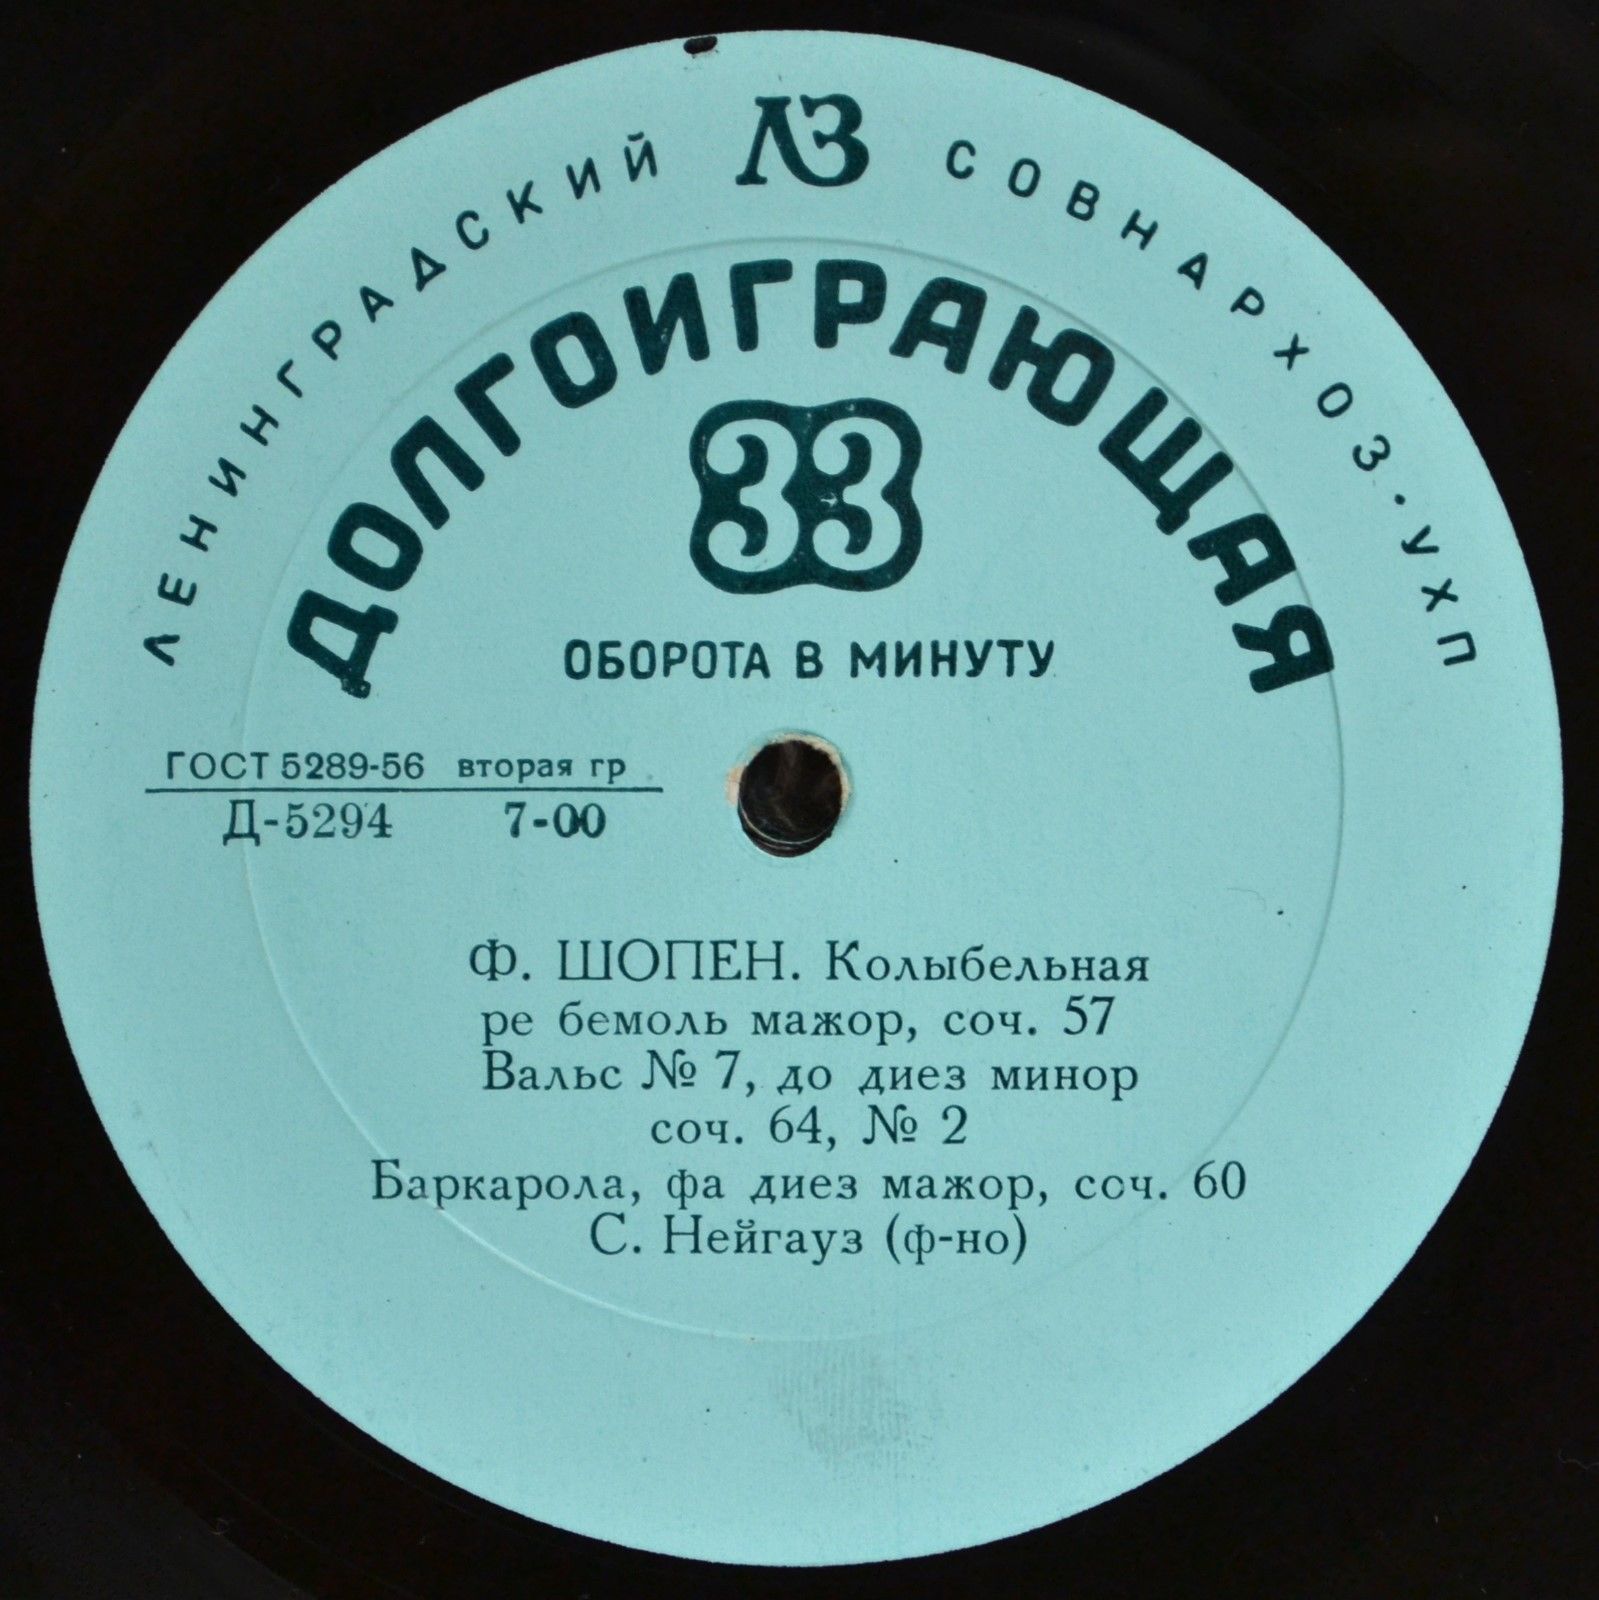 ЛЕНИНГРАДСКИЙ ЛЗ СОВНАРХОЗ · УХП
ДОЛГОИГРАЮЩАЯ
33
ОБОРОТА В МИНУТУ
ГОСТ 5289-56 вторая гр.
Д-5294 7-00
Ф. ШОПЕН. Колыбельная
ре бемоль мажор, соч. 57
Вальс № 7, до диез минор
соч. 64, № 2
Баркарола, фа диез мажор, соч. 60
С. Нейгауз (ф-но)